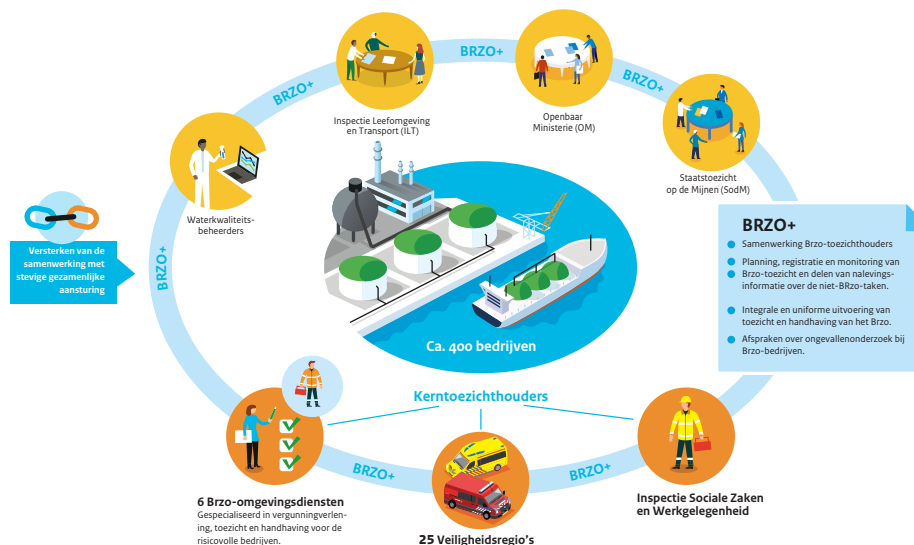 BRZO+
BRZO+
BRZO+
BRZO+
Inspectie Leefomgeving
en Transport (ILT)
Openbaar
Ministerie (OM)
Staatstoezicht
op de Mijnen (SodM)
Waterkwaliteits-
beheerders
Versterken van de
samenwerking met
stevige gezamenlijke
aansturing
BRZO+
Samenwerking Brzo-toezichthouders
Planning, registratie en monitoring van
Brzo-toezicht en delen van nalevings-
informatie over de niet-BRzo-taken.
Integrale en uniforme uitvoering van
toezicht en handhaving van het Brzo.
Afspraken over ongevallenonderzoek bij
Brzo-bedrijven.
Ca. 400 bedrijven
Kerntoezichthouders
BRZO+
BRZO+
BRZO+
6 Brzo-omgevingsdiensten
Gespecialiseerd in vergunningverlen-
ing, toezicht en handhaving voor de
risicovolle bedrijven.
25 Veiligheidsregio's
Inspectie Sociale Zaken
en Werkgelegenheid